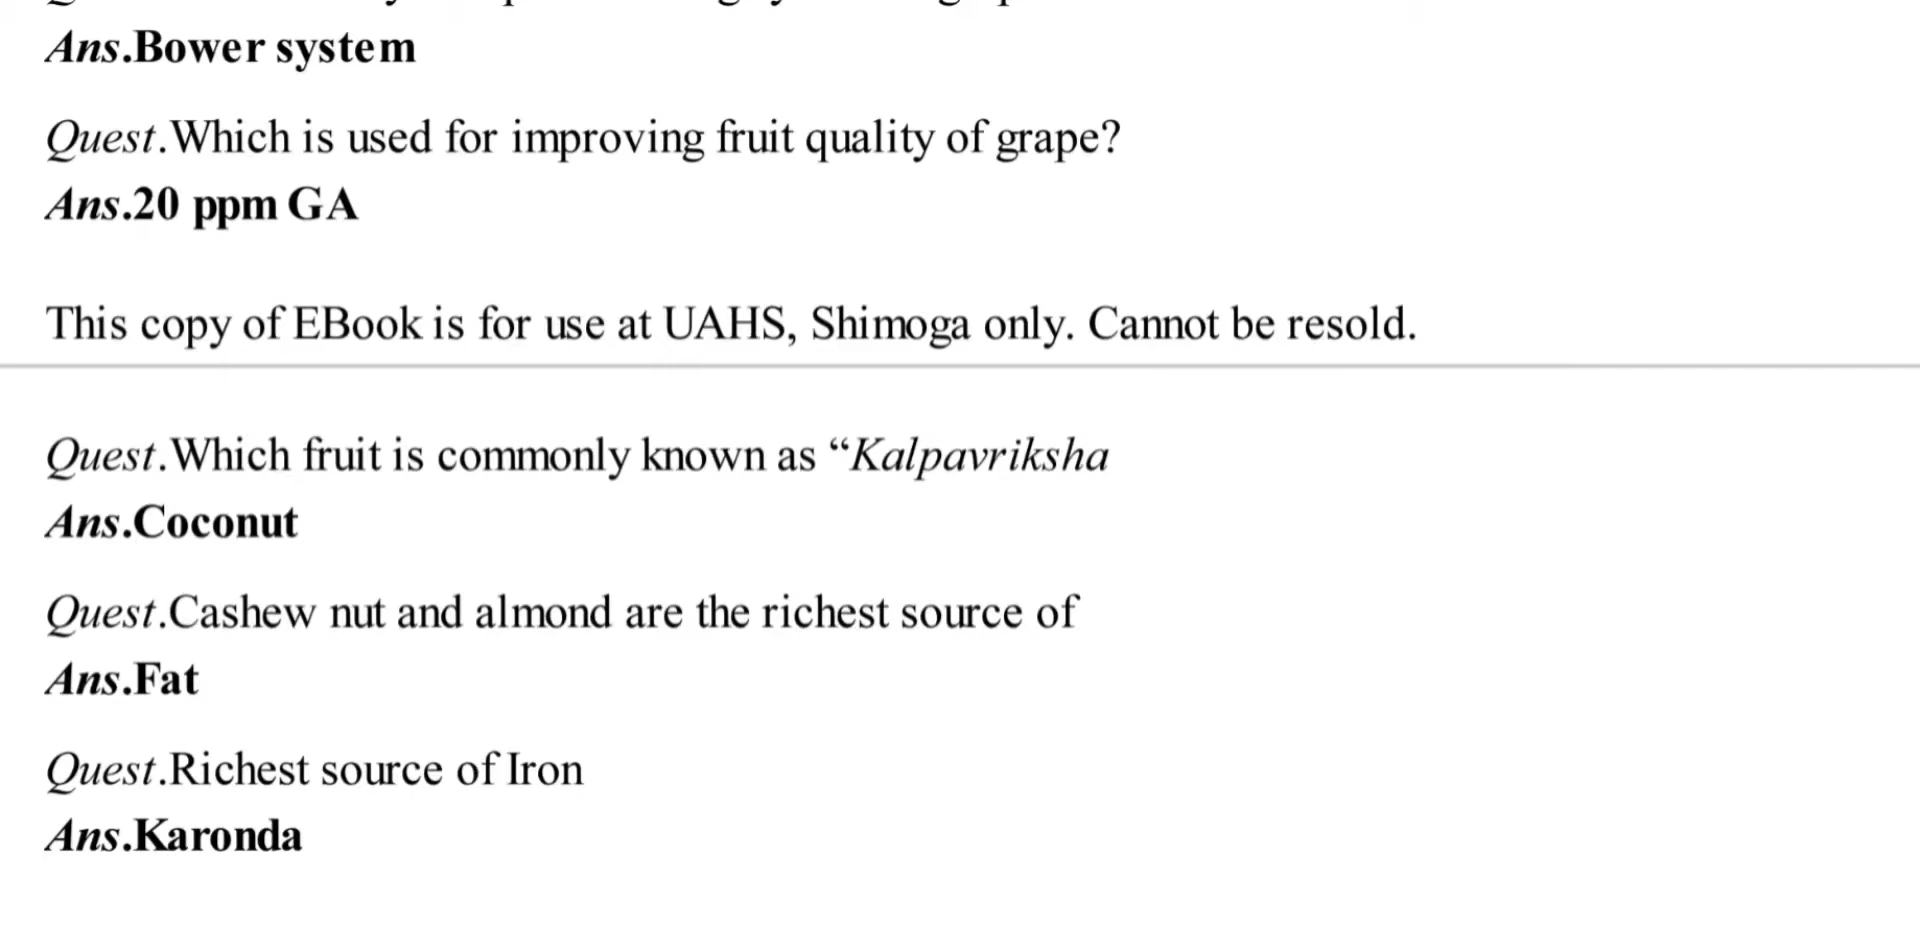 Ans.Bower system
Quest.Which is used for improving fruit quality of grape?
Ans.20 ppm GA
This copy of EBook is for use at UAHS, Shimoga only. Cannot be resold.
Quest.Which fruit is commonly known as “Kalpavriksha
Ans.Coconut
Quest.Cashew nut and almond are the richest source of
Ans.Fat
Quest.Richest source of Iron
Ans.Karonda